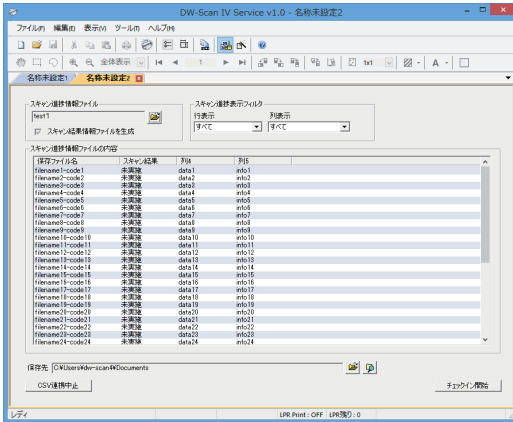 DW-Scan IV Service v1.0 - 名称未設定2
ファイル(F) 編集(E) 表示(V) ツール(T) ヘルプ(H)
全体表示 1 1x1 A
名称未設定1 名称未設定2
スキャン進捗情報ファイル
test1
スキャン結果情報ファイルを生成
スキャン進捗表示フィルタ
行表示 列表示
すべて すべて
スキャン進捗情報ファイルの内容
保存ファイル名 スキャン結果 列4 列5
filename1-code1 未実施 data1 info1
filename2-code2 未実施 data2 info2
filename3-code3 未実施 data3 info3
filename4-code4 未実施 data4 info4
filename5-code5 未実施 data5 info5
filename6-code6 未実施 data6 info6
filename7-code7 未実施 data7 info7
filename8-code8 未実施 data8 info8
filename9-code9 未実施 data9 info9
filename10-code10 未実施 data10 info10
filename11-code11 未実施 data11 info11
filename12-code12 未実施 data12 info12
filename13-code13 未実施 data13 info13
filename14-code14 未実施 data14 info14
filename15-code15 未実施 data15 info15
filename16-code16 未実施 data16 info16
filename17-code17 未実施 data17 info17
filename18-code18 未実施 data18 info18
filename19-code19 未実施 data19 info19
filename20-code20 未実施 data20 info20
filename21-code21 未実施 data21 info21
filename22-code22 未実施 data22 info22
filename23-code23 未実施 data23 info23
filename24-code24 未実施 data24 info24
保存先 C:¥Users¥dw-scan4¥Documents
CSV連携中止 チェックイン開始
レディ LPR Print : OFF LPR残り : 0